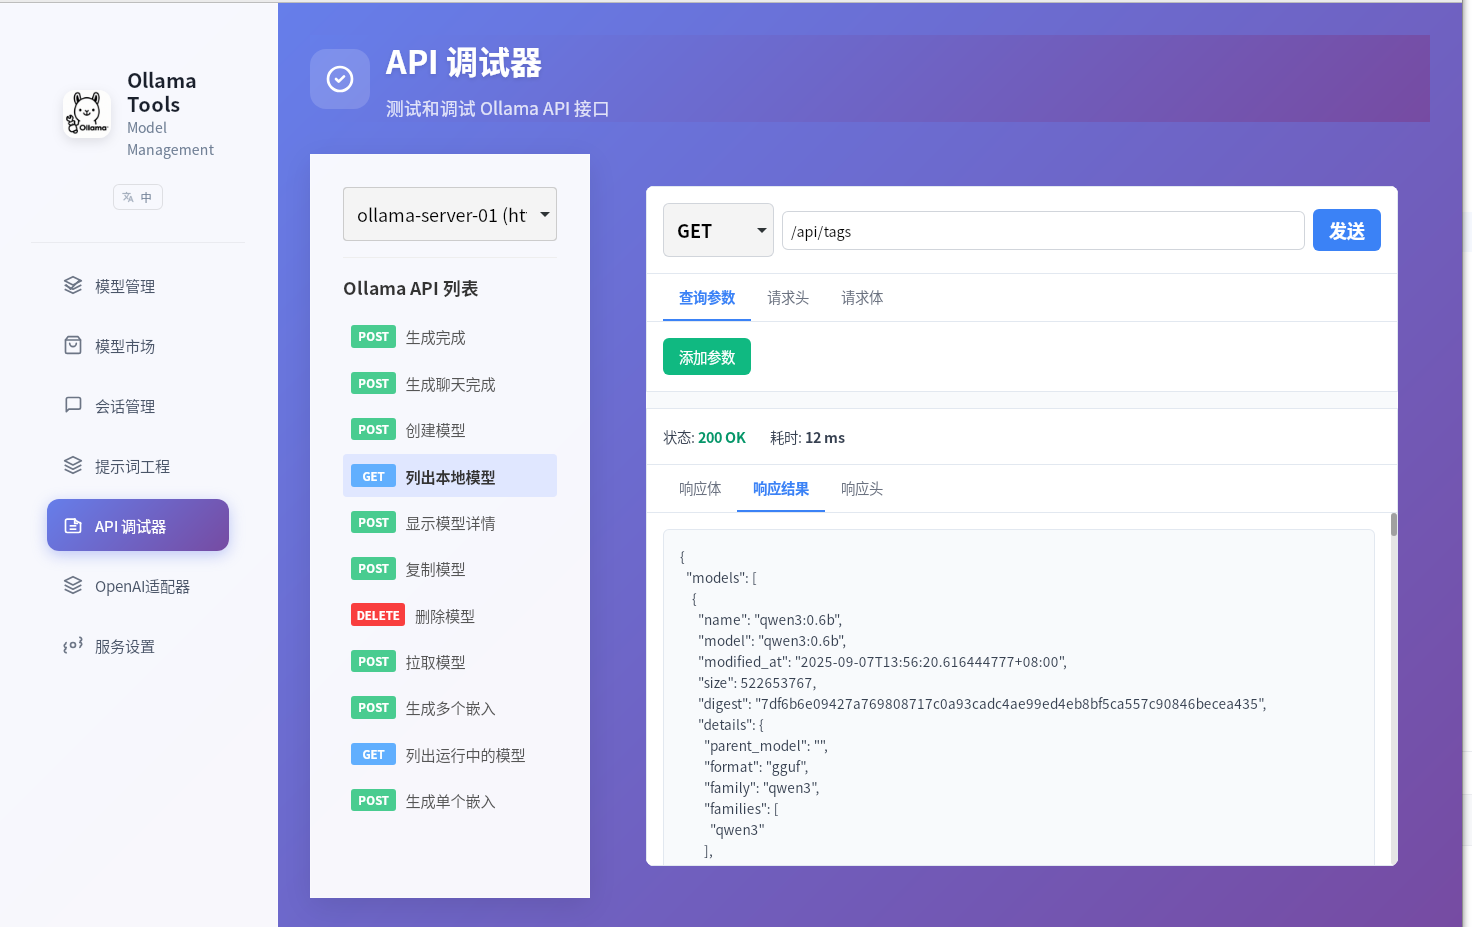 Ollama
Tools
Model
Management
中
模型管理
模型市场
会话管理
提示词工程
API 调试器
OpenAI适配器
服务设置
API 调试器
测试和调试 Ollama API 接口
ollama-server-01 (ht
Ollama API 列表
POST 生成完成
POST 生成聊天完成
POST 创建模型
GET 列出本地模型
POST 显示模型详情
POST 复制模型
DELETE 删除模型
POST 拉取模型
POST 生成多个嵌入
GET 列出运行中的模型
POST 生成单个嵌入
GET /api/tags 发送
查询参数 请求头 请求体
添加参数
状态: 200 OK 耗时: 12 ms
响应体 响应结果 响应头
{
"models": [
{
"name": "qwen3:0.6b",
"model": "qwen3:0.6b",
"modified_at": "2025-09-07T13:56:20.616444777+08:00",
"size": 522653767,
"digest": "7df6b6e09427a769808717c0a93cadc4ae99ed4eb8bf5ca557c90846becea435",
"details": {
"parent_model": "",
"format": "gguf",
"family": "qwen3",
"families": [
"qwen3"
],